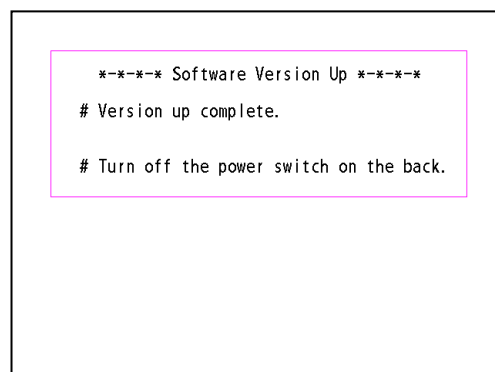 *-*-*-* Software Version Up *-*-*-*
# Version up complete.
# Turn off the power switch on the back.